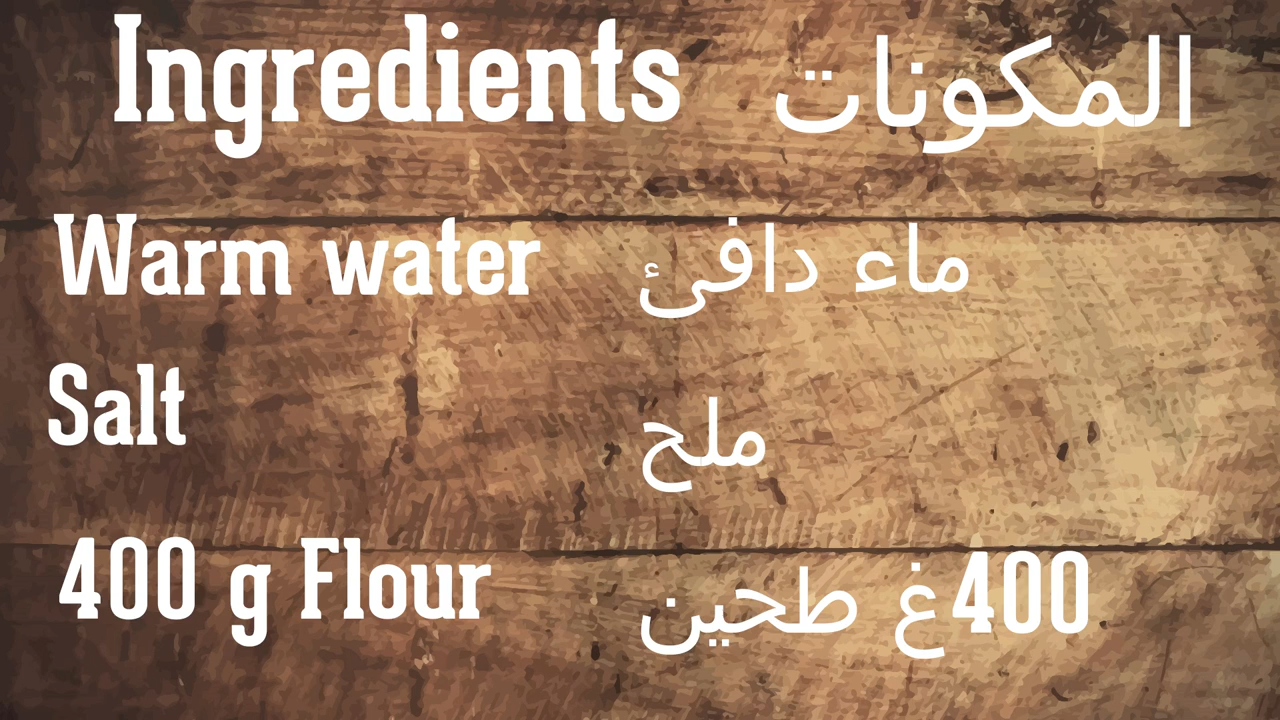 Ingredients المكونات
Warm water ماء دافئ
Salt ملح
400 g Flour 400غ طحين